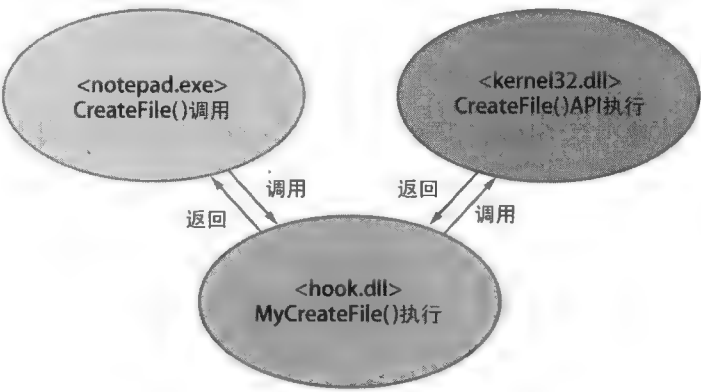 <notepad.exe>
CreateFile()调用
<kernel32.dll>
CreateFile()API执行
调用
返回
返回
调用
<hook.dll>
MyCreateFile()执行